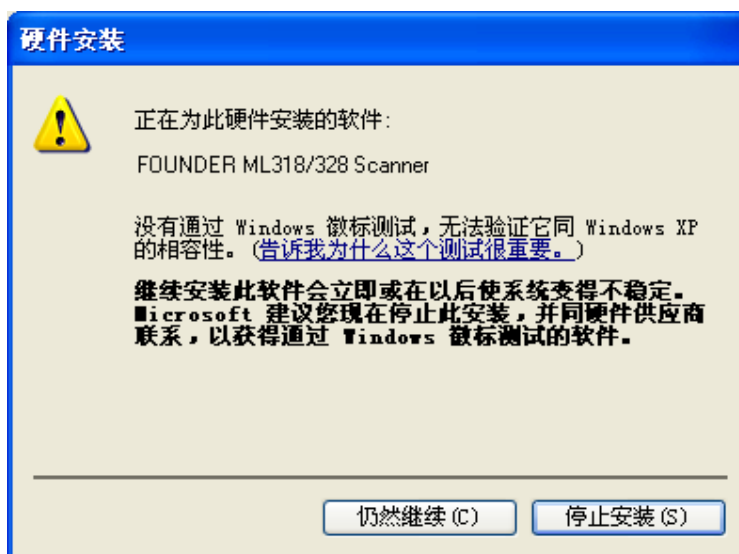 硬件安装
正在为此硬件安装的软件:
FOUNDER ML318/328 Scanner
没有通过 Windows 徽标测试，无法验证它同 Windows XP
的相容性。(告诉我为什么这个测试很重要。)
继续安装此软件会立即或在以后使系统变得不稳定。
Microsoft 建议您现在停止此安装，并同硬件供应商
联系，以获得通过 Windows 徽标测试的软件。
仍然继续(C) 停止安装(S)